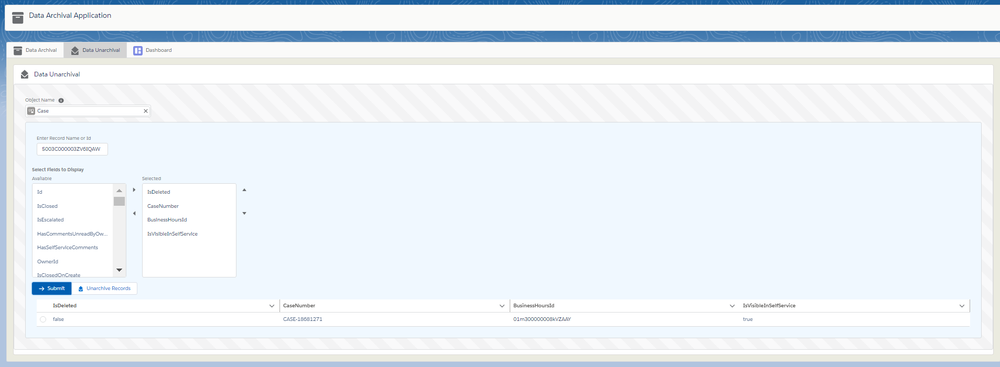 Data Archival Application
Data Archival Data Unarchival Dashboard
Data Unarchival
Object Name
Case
Enter Record Name or Id
5003C000003ZV6IQAW
Select Fields to Display
Available Selected
Id IsDeleted
IsClosed CaseNumber
IsEscalated BusinessHoursId
HasCommentsUnreadByOw... IsVisibleInSelfService
HasSelfServiceComments
OwnerId
IsClosedOnCreate
Submit Unarchive Records
IsDeleted CaseNumber BusinessHoursId IsVisibleInSelfService
false CASE-18681271 01m300000008kVZAAY true